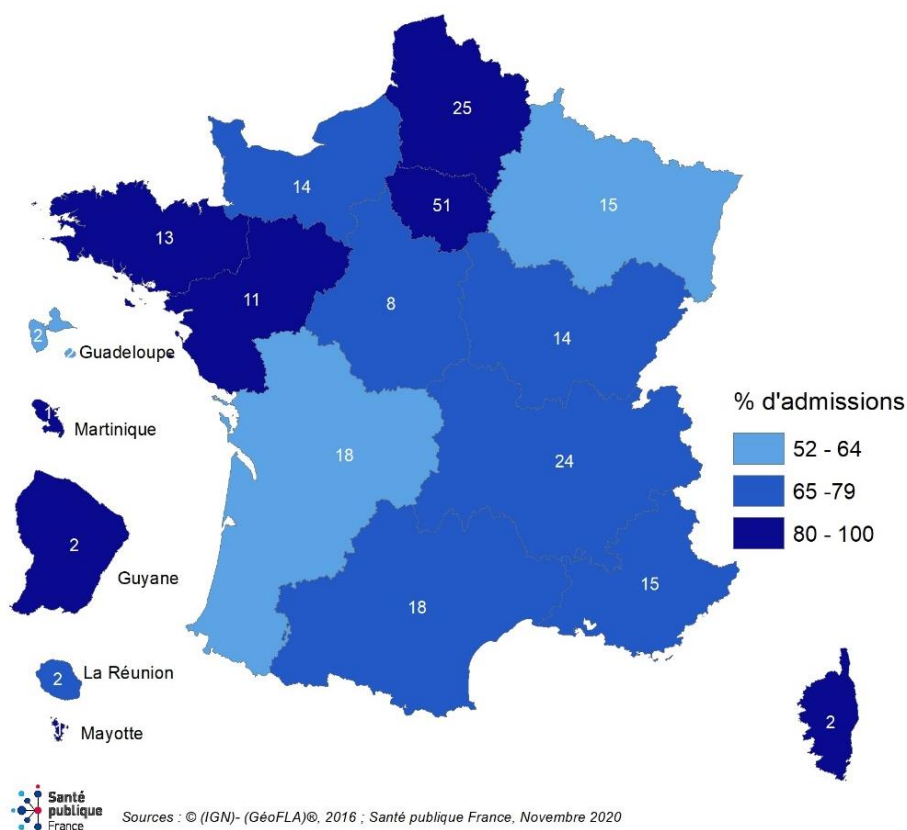 25
14
51
15
13
11
8
14
2
Guadeloupe
Martinique
18
24
% d'admissions
52 - 64
65 -79
80 - 100
2
Guyane
18
15
2
La Réunion
Mayotte
2
Santé
publique
France
Sources : © (IGN)- (GéoFLA)®, 2016 ; Santé publique France, Novembre 2020